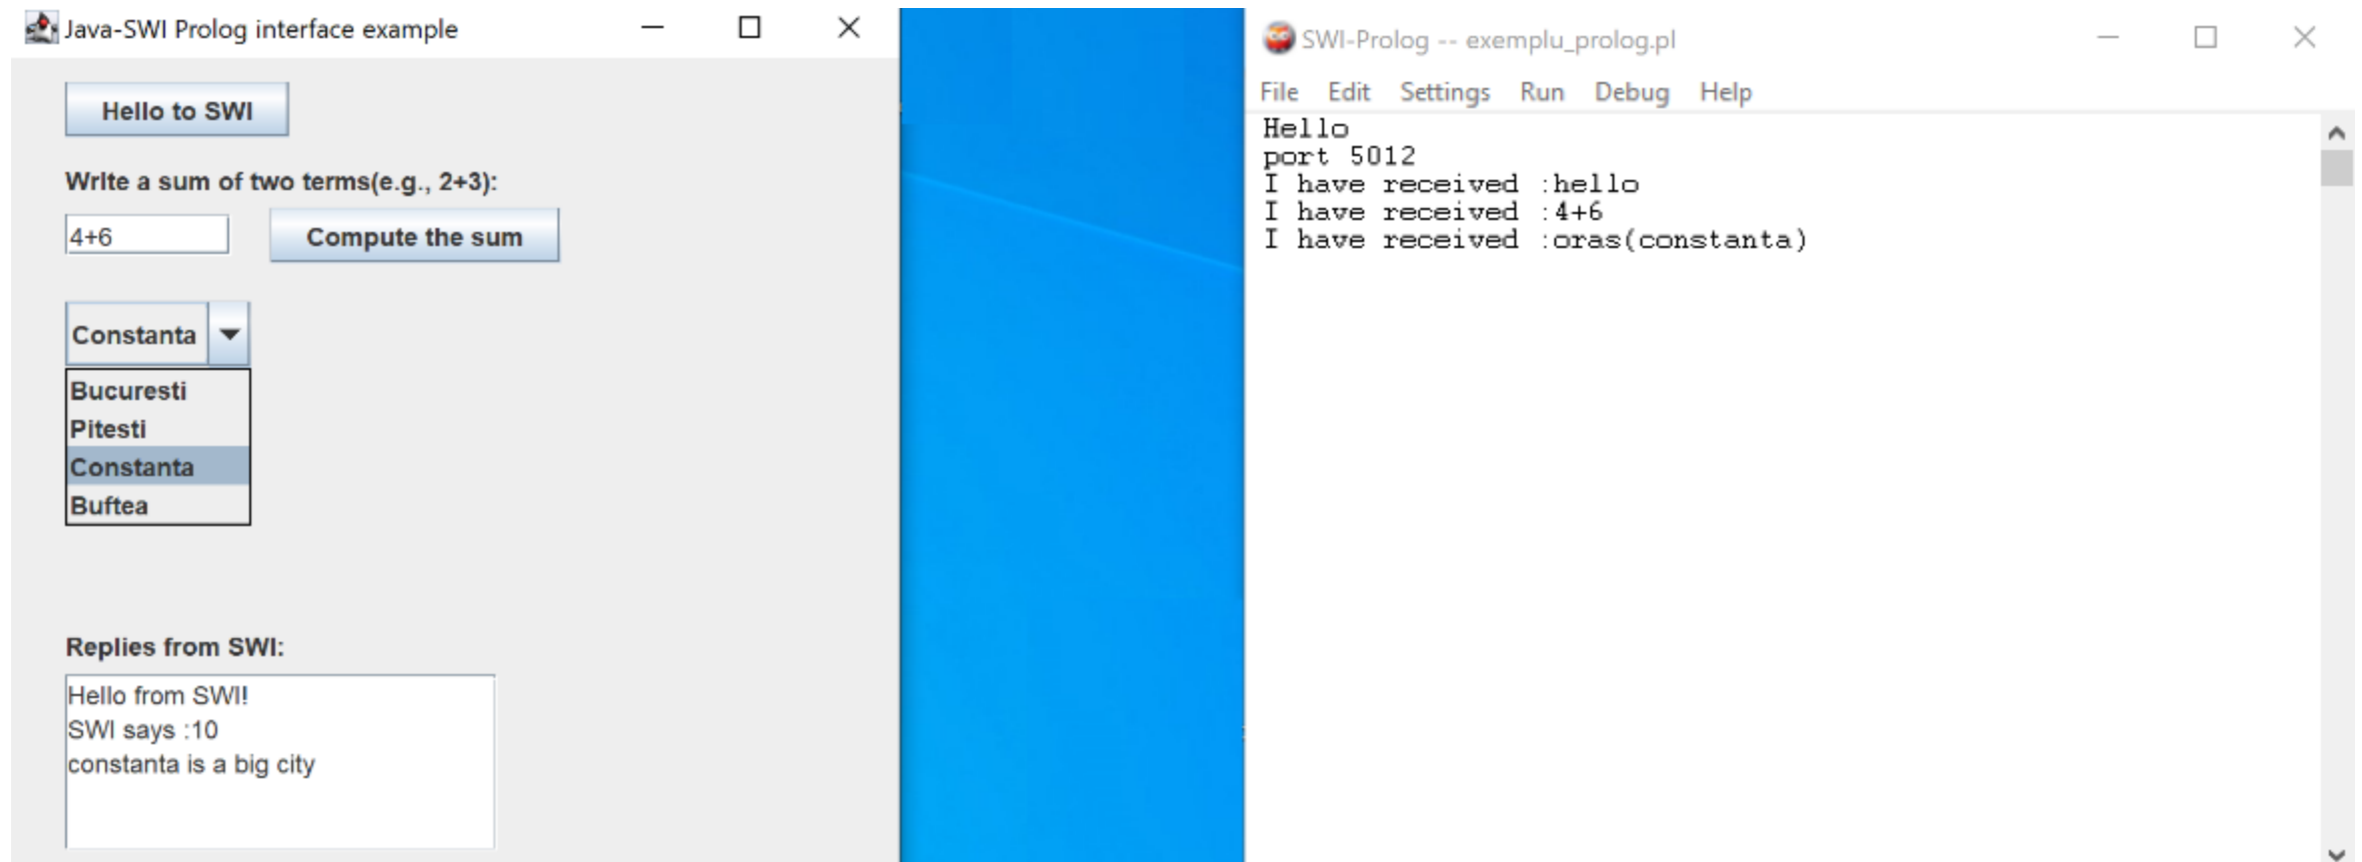 Java-SWI Prolog interface example
Hello to SWI
Write a sum of two terms(e.g., 2+3):
4+6
Compute the sum
Constanta
Bucuresti
Pitesti
Constanta
Buftea
Replies from SWI:
Hello from SWI!
SWI says :10
constanta is a big city
SWI-Prolog -- exemplu_prolog.pl
File Edit Settings Run Debug Help
Hello
port 5012
I have received :hello
I have received :4+6
I have received :oras(constanta)